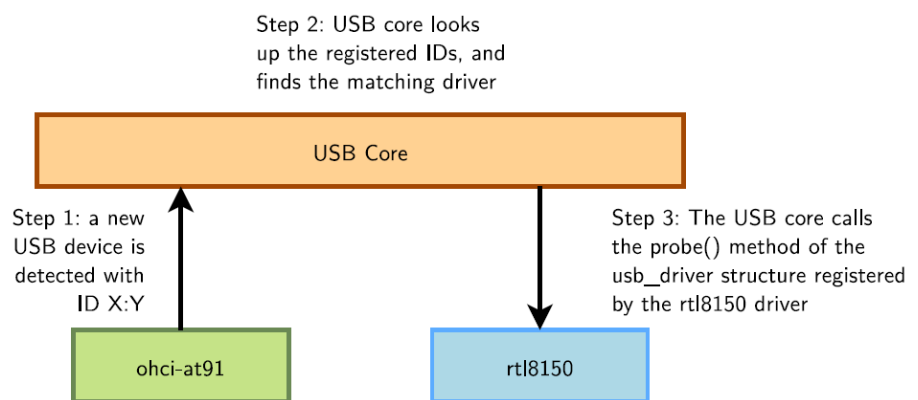 Step 2: USB core looks
up the registered IDs, and
finds the matching driver
USB Core
Step 1: a new
USB device is
detected with
ID X:Y
Step 3: The USB core calls
the probe() method of the
usb_driver structure registered
by the rtl8150 driver
ohci-at91
rtl8150